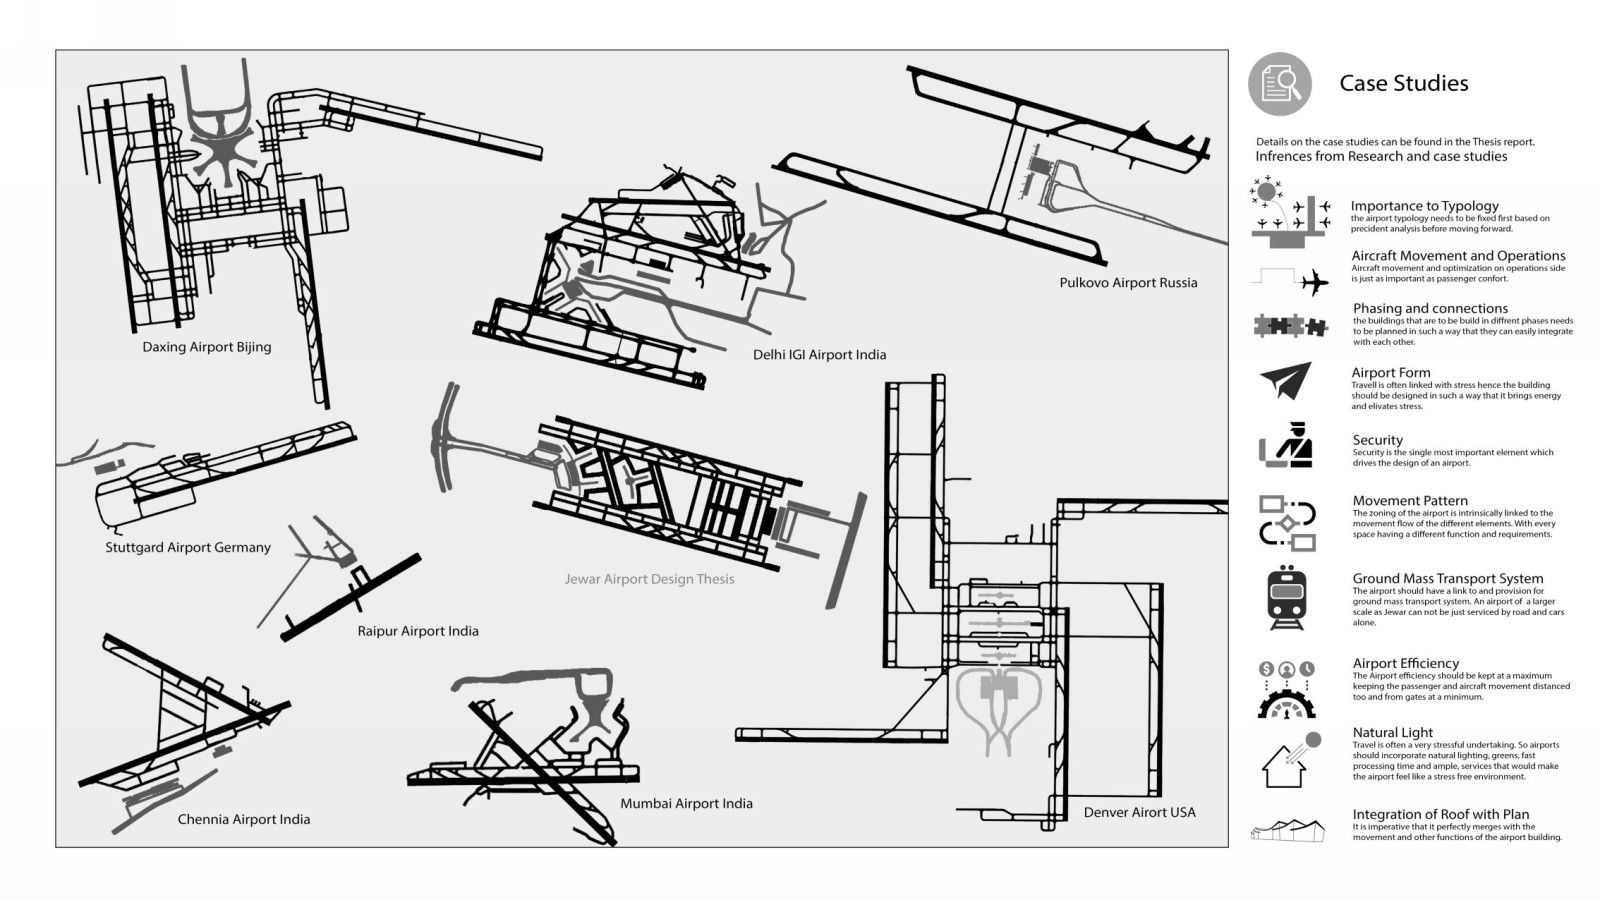 Daxing Airport Bijing
Delhi IGI Airport India
Pulkovo Airport Russia
Stuttgard Airport Germany
Raipur Airport India
Jewar Airport Design Thesis
Chennia Airport India
Mumbai Airport India
Denver Airort USA
Case Studies
Details on the case studies can be found in the Thesis report.
Infrences from Research and case studies
Importance to Typology
the airport typology needs to be fixed first based on
precident analysis before moving forward.
Aircraft Movement and Operations
Aircraft movement and optimization on operations side
is just as important as passenger confort.
Phasing and connections
the buildings that are to be build in diffrent phases needs
to be planned in such a way that they can easily integrate
with each other.
Airport Form
Travell is often linked with stress hence the building
should be designed in such a way that it brings energy
and elivates stress.
Security
Security is the single most important element which
drives the design of an airport.
Movement Pattern
The zoning of the airport is intrinsically linked to the
movement flow of the different elements. With every
space having a different function and requirements.
Ground Mass Transport System
The airport should have a link to and provision for
ground mass transport system. An airport of a larger
scale as Jewar can not be just serviced by road and cars
alone.
$
Airport Efficiency
The Airport efficiency should be kept at a maximum
keeping the passenger and aircraft movement distanced
too and from gates at a minimum.
Natural Light
Travel is often a very stressful undertaking. So airports
should incorporate natural lighting, greens, fast
processing time and ample, services that would make
the airport feel like a stress free environment.
Integration of Roof with Plan
It is imperative that it perfectly merges with the
movement and other functions of the airport building.